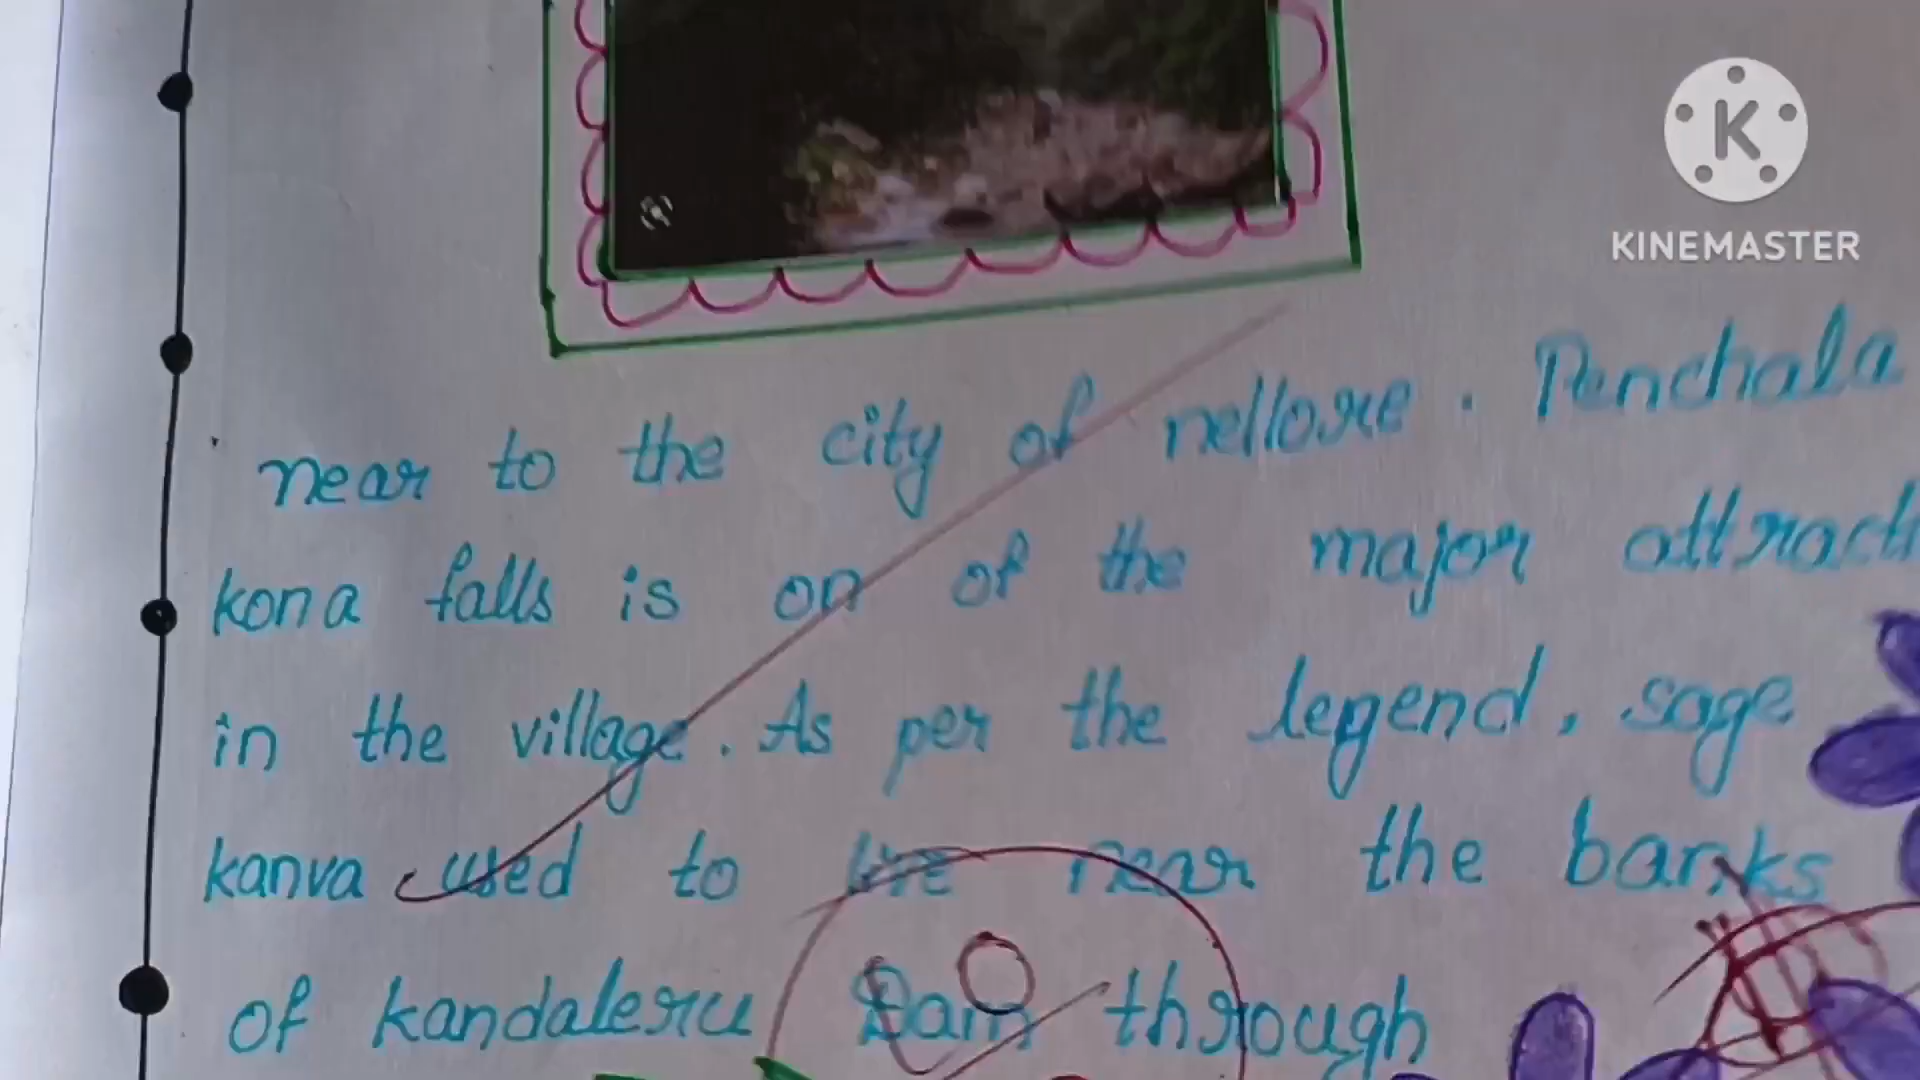 KINEMASTER
near to the city of nellore. Penchala
kona falls is on of the major attracti
in the village. As per the legend, sage
kanva used to live near the banks
of kandaleru Dam through